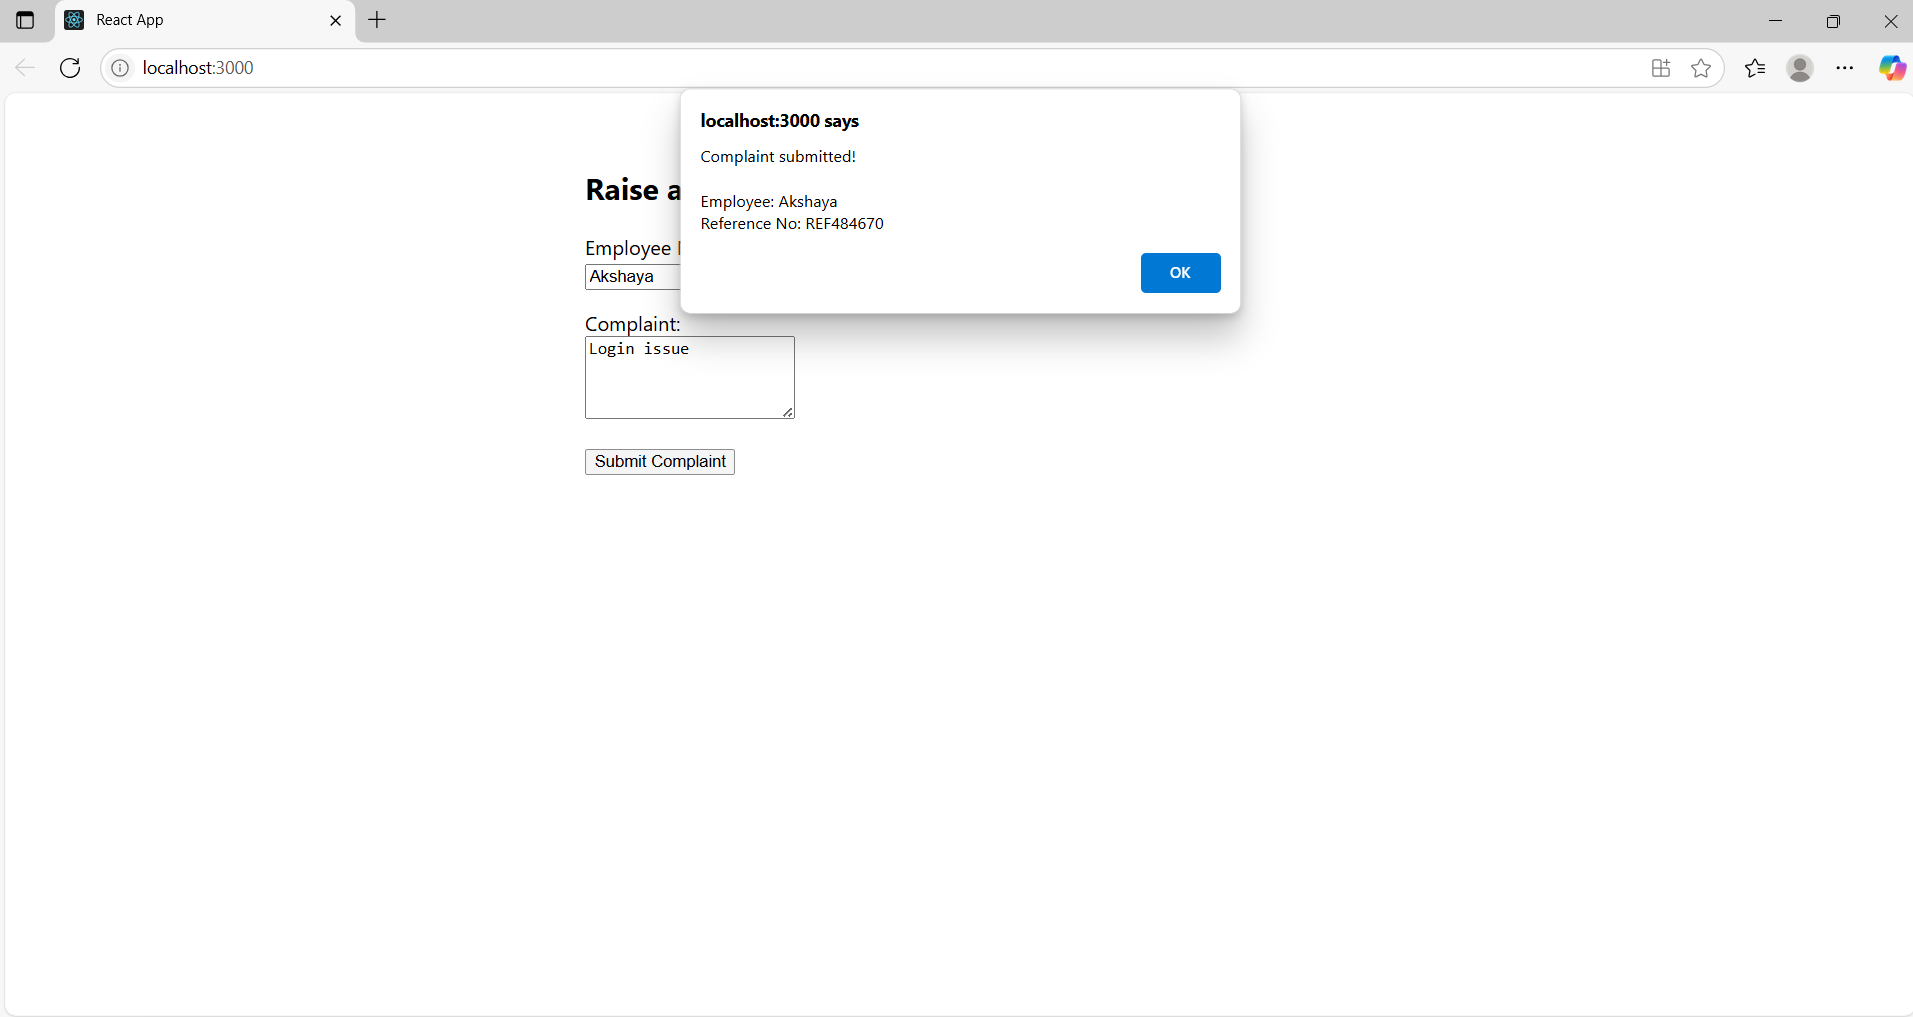 React App
localhost:3000
localhost:3000 says
Complaint submitted!
Employee: Akshaya
Reference No: REF484670
OK
Raise a
Employee
Akshaya
Complaint:
Login issue
Submit Complaint